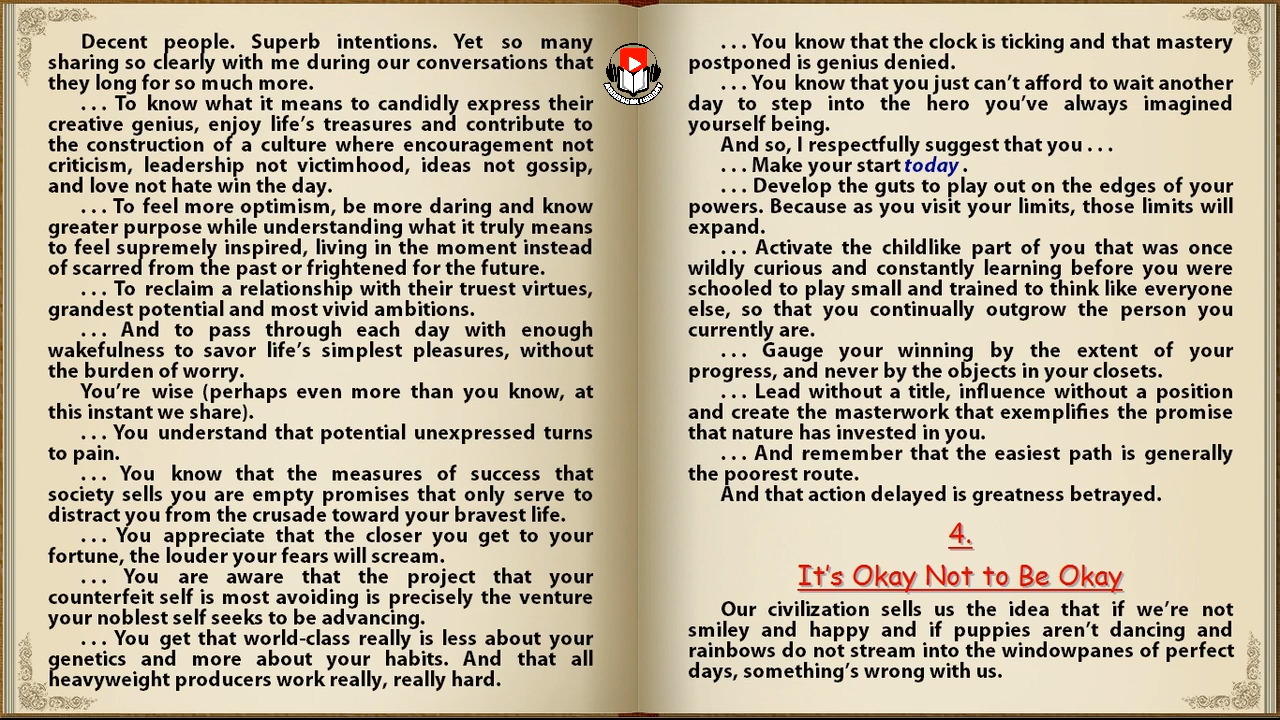 Decent people. Superb intentions. Yet so many
sharing so clearly with me during our conversations that
they long for so much more.
. . . To know what it means to candidly express their
creative genius, enjoy life’s treasures and contribute to
the construction of a culture where encouragement not
criticism, leadership not victimhood, ideas not gossip,
and love not hate win the day.
. . . To feel more optimism, be more daring and know
greater purpose while understanding what it truly means
to feel supremely inspired, living in the moment instead
of scarred from the past or frightened for the future.
. . . To reclaim a relationship with their truest virtues,
grandest potential and most vivid ambitions.
. . . And to pass through each day with enough
wakefulness to savor life’s simplest pleasures, without
the burden of worry.
You’re wise (perhaps even more than you know, at
this instant we share).
. . . You understand that potential unexpressed turns
to pain.
. . . You know that the measures of success that
society sells you are empty promises that only serve to
distract you from the crusade toward your bravest life.
. . . You appreciate that the closer you get to your
fortune, the louder your fears will scream.
. . . You are aware that the project that your
counterfeit self is most avoiding is precisely the venture
your noblest self seeks to be advancing.
. . . You get that world-class really is less about your
genetics and more about your habits. And that all
heavyweight producers work really, really hard.
AUDIOBOOK LIBRARY
. . . You know that the clock is ticking and that mastery
postponed is genius denied.
. . . You know that you just can’t afford to wait another
day to step into the hero you’ve always imagined
yourself being.
And so, I respectfully suggest that you . . .
. . . Make your start today .
. . . Develop the guts to play out on the edges of your
powers. Because as you visit your limits, those limits will
expand.
. . . Activate the childlike part of you that was once
wildly curious and constantly learning before you were
schooled to play small and trained to think like everyone
else, so that you continually outgrow the person you
currently are.
. . . Gauge your winning by the extent of your
progress, and never by the objects in your closets.
. . . Lead without a title, influence without a position
and create the masterwork that exemplifies the promise
that nature has invested in you.
. . . And remember that the easiest path is generally
the poorest route.
And that action delayed is greatness betrayed.
4.
It’s Okay Not to Be Okay
Our civilization sells us the idea that if we’re not
smiley and happy and if puppies aren’t dancing and
rainbows do not stream into the windowpanes of perfect
days, something’s wrong with us.